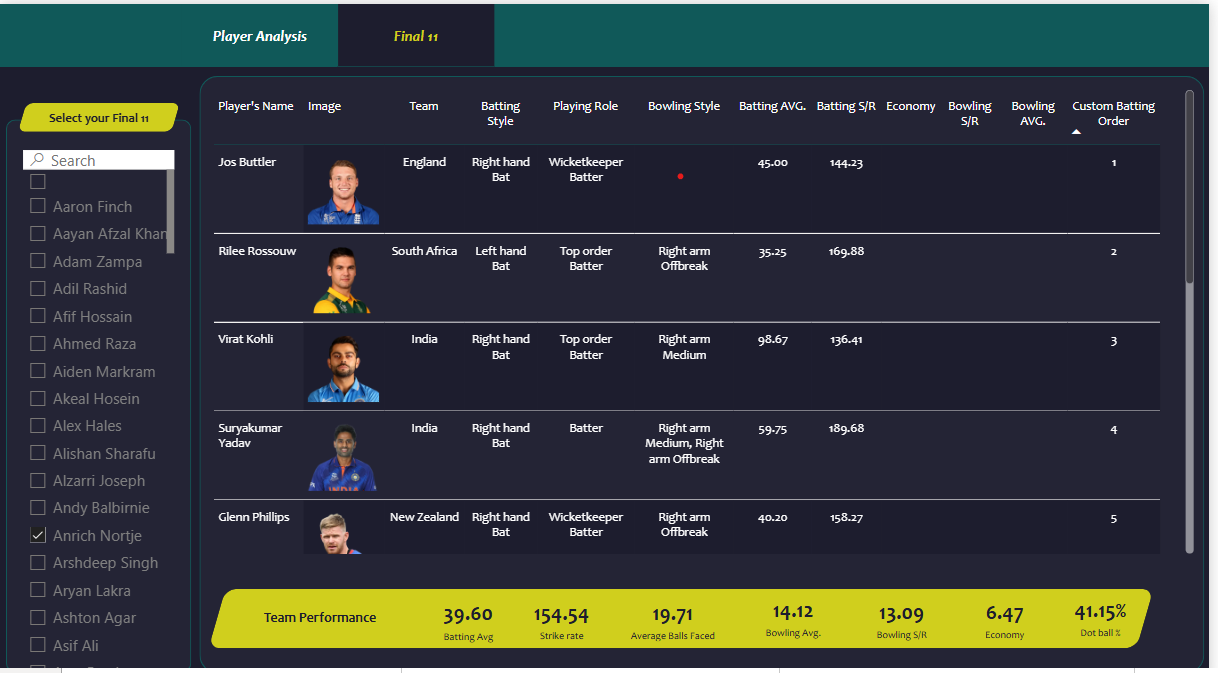 Player Analysis
Final 11
Select your Final 11
Search
Aaron Finch
Aayan Afzal Khan
Adam Zampa
Adil Rashid
Afif Hossain
Ahmed Raza
Aiden Markram
Akeal Hosein
Alex Hales
Alishan Sharafu
Alzarri Joseph
Andy Balbirnie
Anrich Nortje
Arshdeep Singh
Aryan Lakra
Ashton Agar
Asif Ali
Player's Name Image Team Batting Style Playing Role Bowling Style Batting AVG. Batting S/R Economy Bowling S/R Bowling AVG. Custom Batting Order
Jos Buttler England Right hand Bat Wicketkeeper Batter 45.00 144.23 1
Rilee Rossouw South Africa Left hand Bat Top order Batter Right arm Offbreak 35.25 169.88 2
Virat Kohli India Right hand Bat Top order Batter Right arm Medium 98.67 136.41 3
Suryakumar Yadav India Right hand Bat Batter Right arm Medium, Right arm Offbreak 59.75 189.68 4
INDIA
Glenn Phillips New Zealand Right hand Bat Wicketkeeper Batter Right arm Offbreak 40.20 158.27 5
Team Performance
39.60 154.54 19.71 14.12 13.09 6.47 41.15%
Batting Avg Strike rate Average Balls Faced Bowling Avg. Bowling S/R Economy Dot ball %